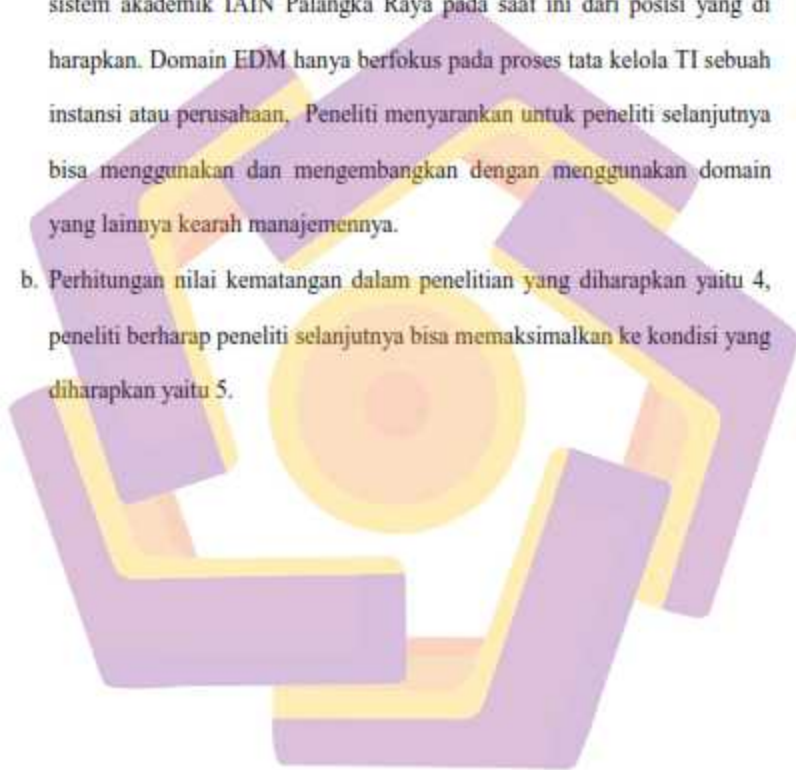 sistem akademik IAIN Palangka Raya pada saat ini dari posisi yang di
harapkan. Domain EDM hanya berfokus pada proses tata kelola TI sebuah
instansi atau perusahaan. Peneliti menyarankan untuk peneliti selanjutnya
bisa menggunakan dan mengembangkan dengan menggunakan domain
yang lainnya kearah manajemennya.
b. Perhitungan nilai kematangan dalam penelitian yang diharapkan yaitu 4,
peneliti berharap peneliti selanjutnya bisa memaksimalkan ke kondisi yang
diharapkan yaitu 5.